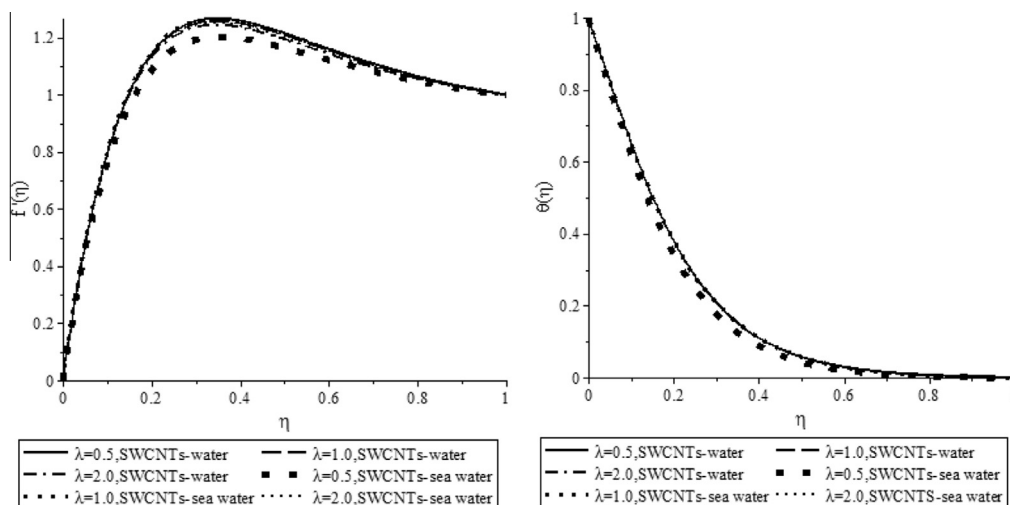 1.2
1
0.8
f'(η)
0.6
0.4
0.2
0
0 0.2 0.4 0.6 0.8 1
η
λ=0.5,SWCNTs-water λ=1.0,SWCNTs-water
λ=2.0,SWCNTs-water λ=0.5,SWCNTs-sea water
λ=1.0,SWCNTs-sea water λ=2.0,SWCNTs-sea water
1
0.8
0.6
θ(η)
0.4
0.2
0
0 0.2 0.4 0.6 0.8 1
η
λ=0.5,SWCNTs-water λ=1.0,SWCNTs-water
λ=2.0,SWCNTs-water λ=0.5,SWCNTs-sea water
λ=1.0,SWCNTs-sea water λ=2.0,SWCNTS-sea water